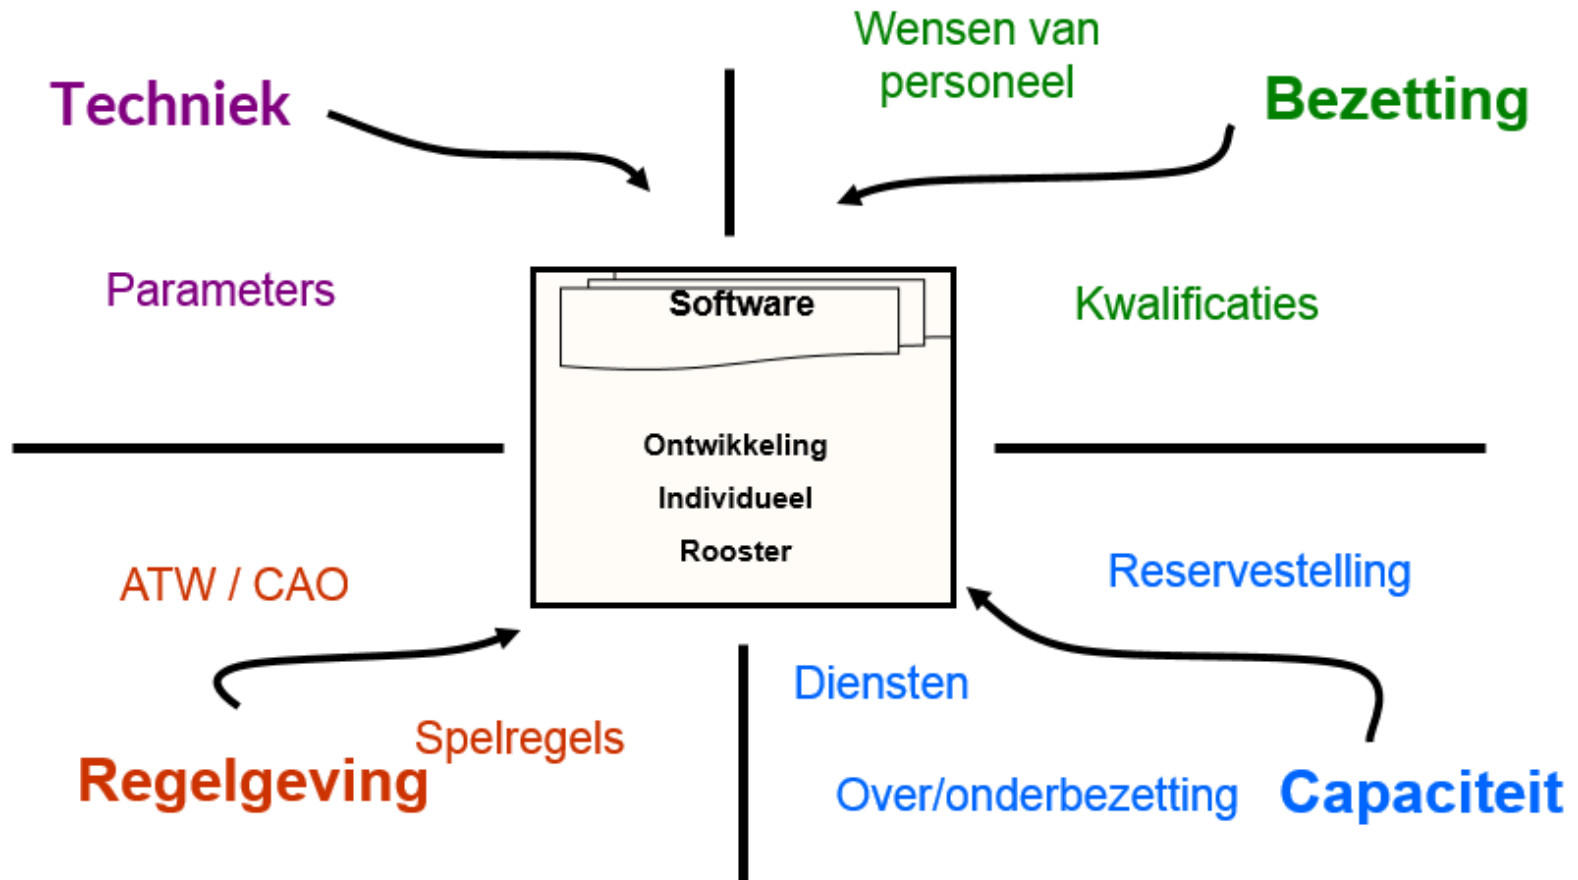 Wensen van
personeel
Techniek
Bezetting
Parameters
Kwalificaties
Software
Ontwikkeling
Individueel
Rooster
ATW / CAO
Reservestelling
Spelregels
Regelgeving
Diensten
Over/onderbezetting
Capaciteit